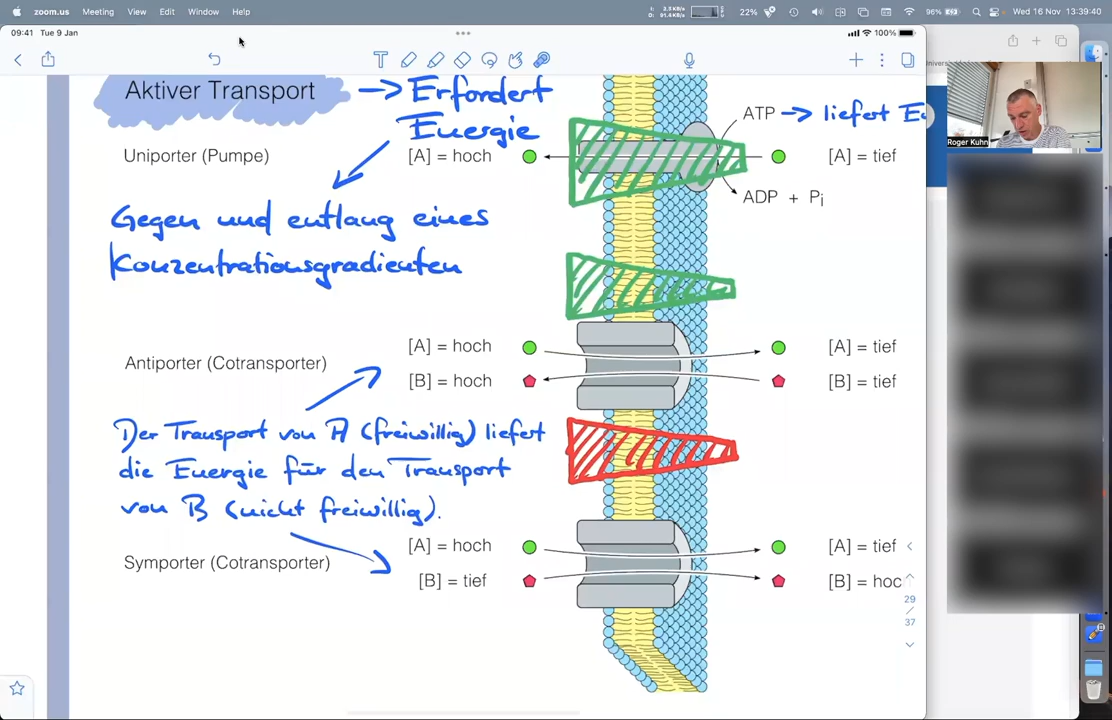 zoom.us Meeting View Edit Window Help
22% 96% Wed 16 Nov 13:39:40
09:41 Tue 9 Jan
100%
Aktiver Transport → Erfordert
Energie
ATP → liefert
Uniporter (Pumpe)
[A] = hoch
[A] = tief
ADP + Pi
Gegen und entlang eines
Konzentrationsgradienten
Roger Kuhn
Antiporter (Cotransporter)
[A] = hoch
[A] = tief
[B] = hoch
[B] = tief
Der Transport von A (freiwillig) liefert
die Energie für den Transport
von B (nicht freiwillig).
Symporter (Cotransporter)
[A] = hoch
[A] = tief
[B] = tief
[B] = hoc
29
/
37